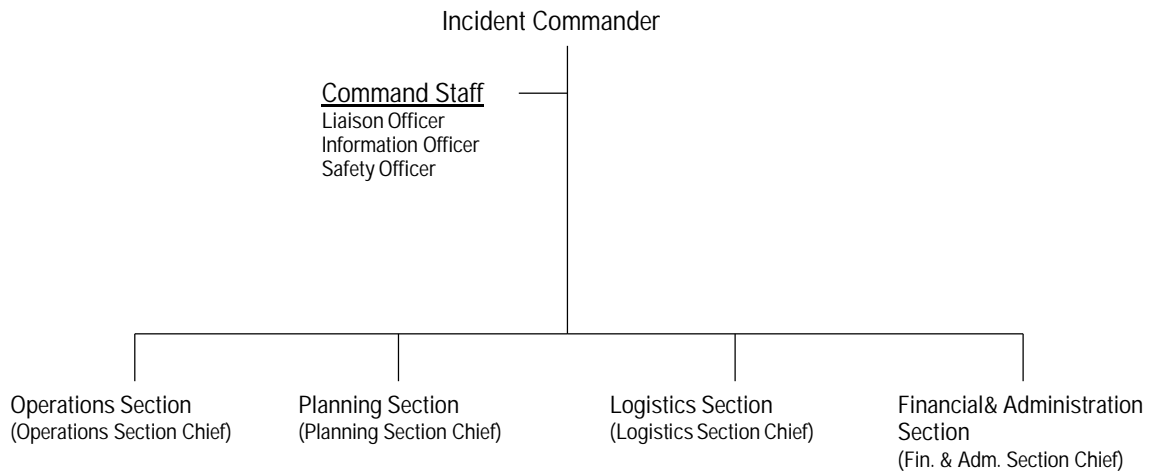 Incident Commander
Command Staff
Liaison Officer
Information Officer
Safety Officer
Operations Section
(Operations Section Chief)
Planning Section
(Planning Section Chief)
Logistics Section
(Logistics Section Chief)
Financial& Administration
Section
(Fin. & Adm. Section Chief)